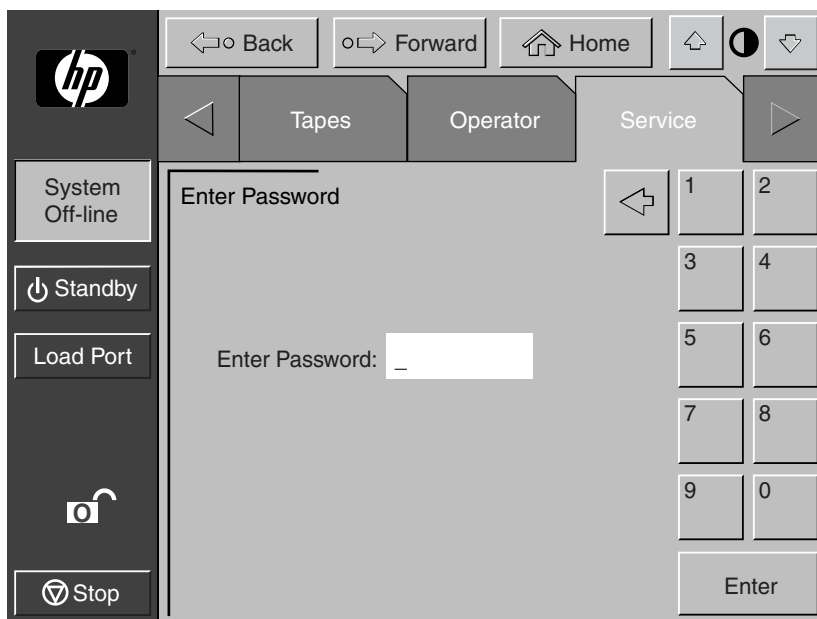 hp
Back Forward Home
Tapes Operator Service
System
Off-line
Standby
Load Port
O
Stop
Enter Password
Enter Password: _
1 2
3 4
5 6
7 8
9 0
Enter